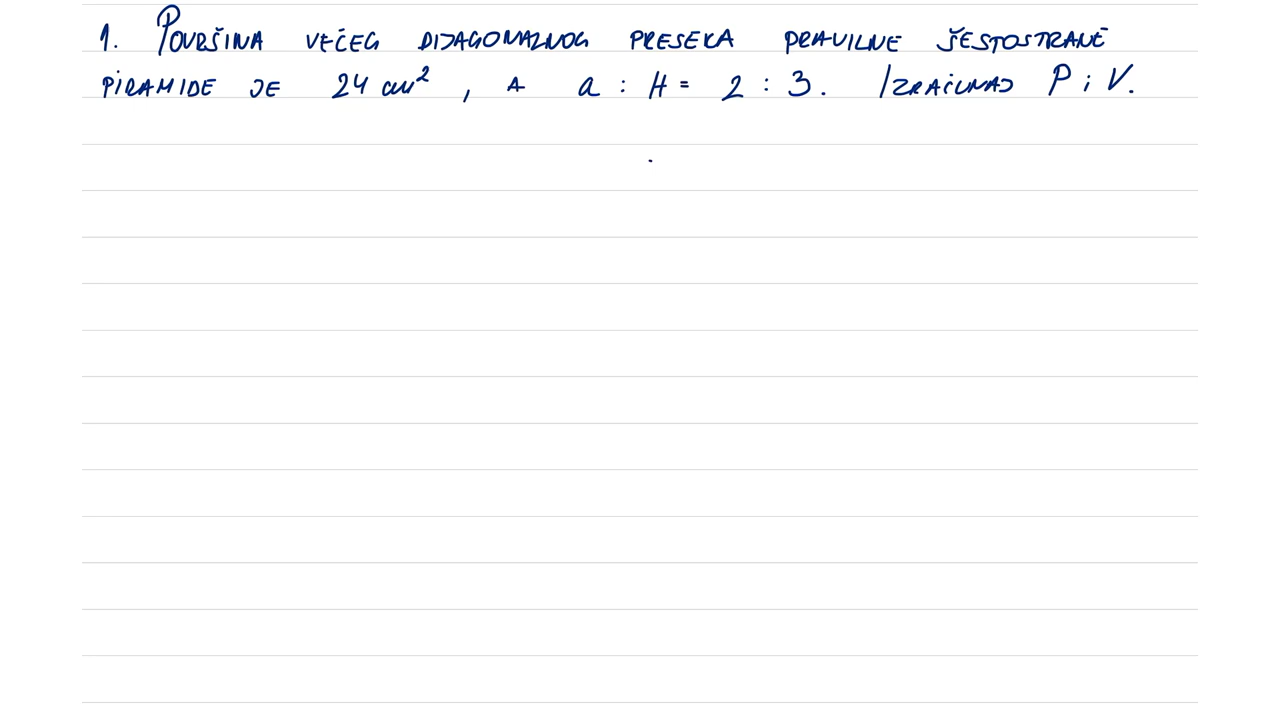 1. POVRŠINA VEĆEG DIJAGONALNOG PRESEKA PRAVILNE ŠESTOSTRANE
PIRAMIDE JE 24 cm², A a : H = 2 : 3. IZRAČUNAJ P i V.